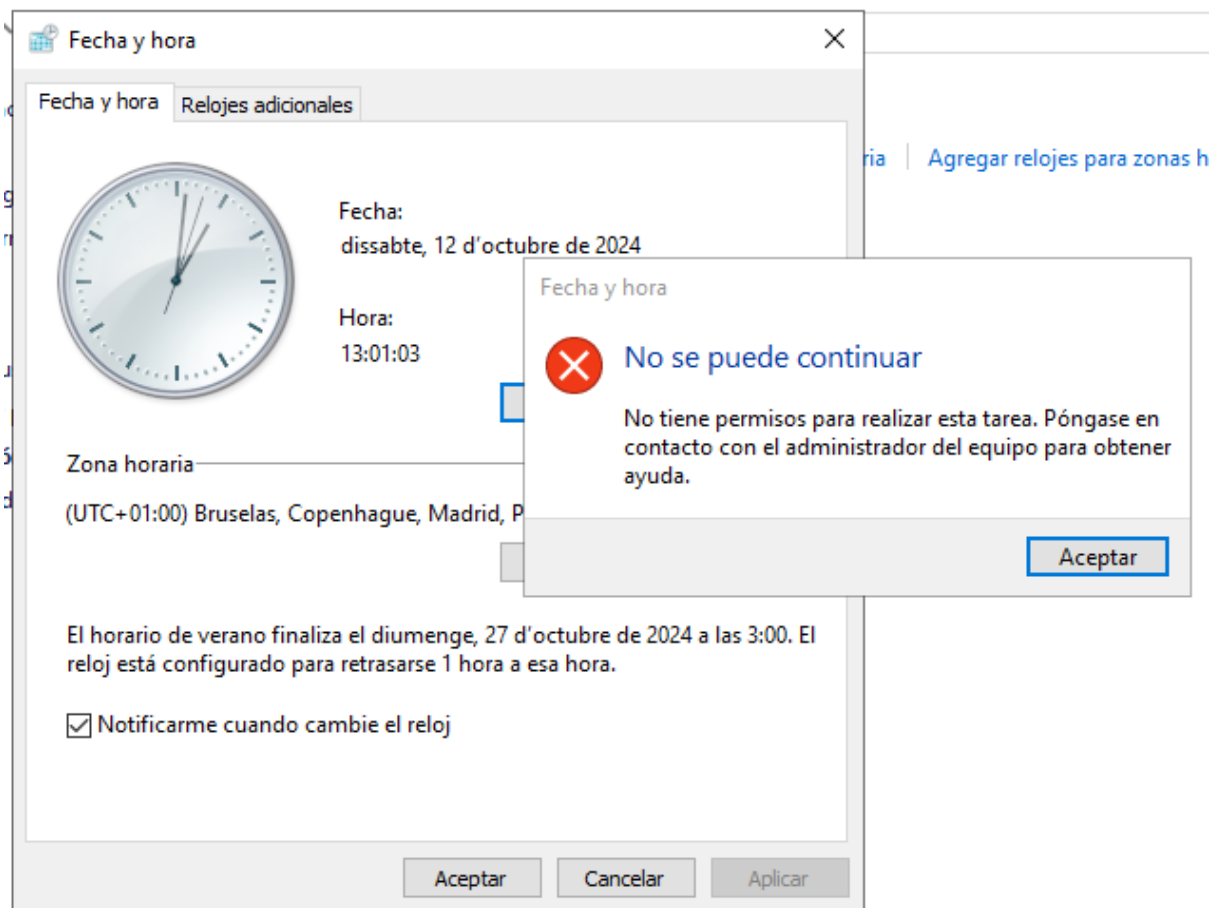 Fecha y hora
Fecha y hora
Relojes adicionales
Agregar relojes para zonas
Fecha:
dissabte, 12 d'octubre de 2024
Hora:
13:01:03
Zona horaria
(UTC+01:00) Bruselas, Copenhague, Madrid,
El horario de verano finaliza el diumenge, 27 d'octubre de 2024 a las 3:00. El
reloj está configurado para retrasarse 1 hora a esa hora.
Notificarme cuando cambie el reloj
Aceptar
Cancelar
Aplicar
Fecha y hora
No se puede continuar
No tiene permisos para realizar esta tarea. Póngase en
contacto con el administrador del equipo para obtener
ayuda.
Aceptar